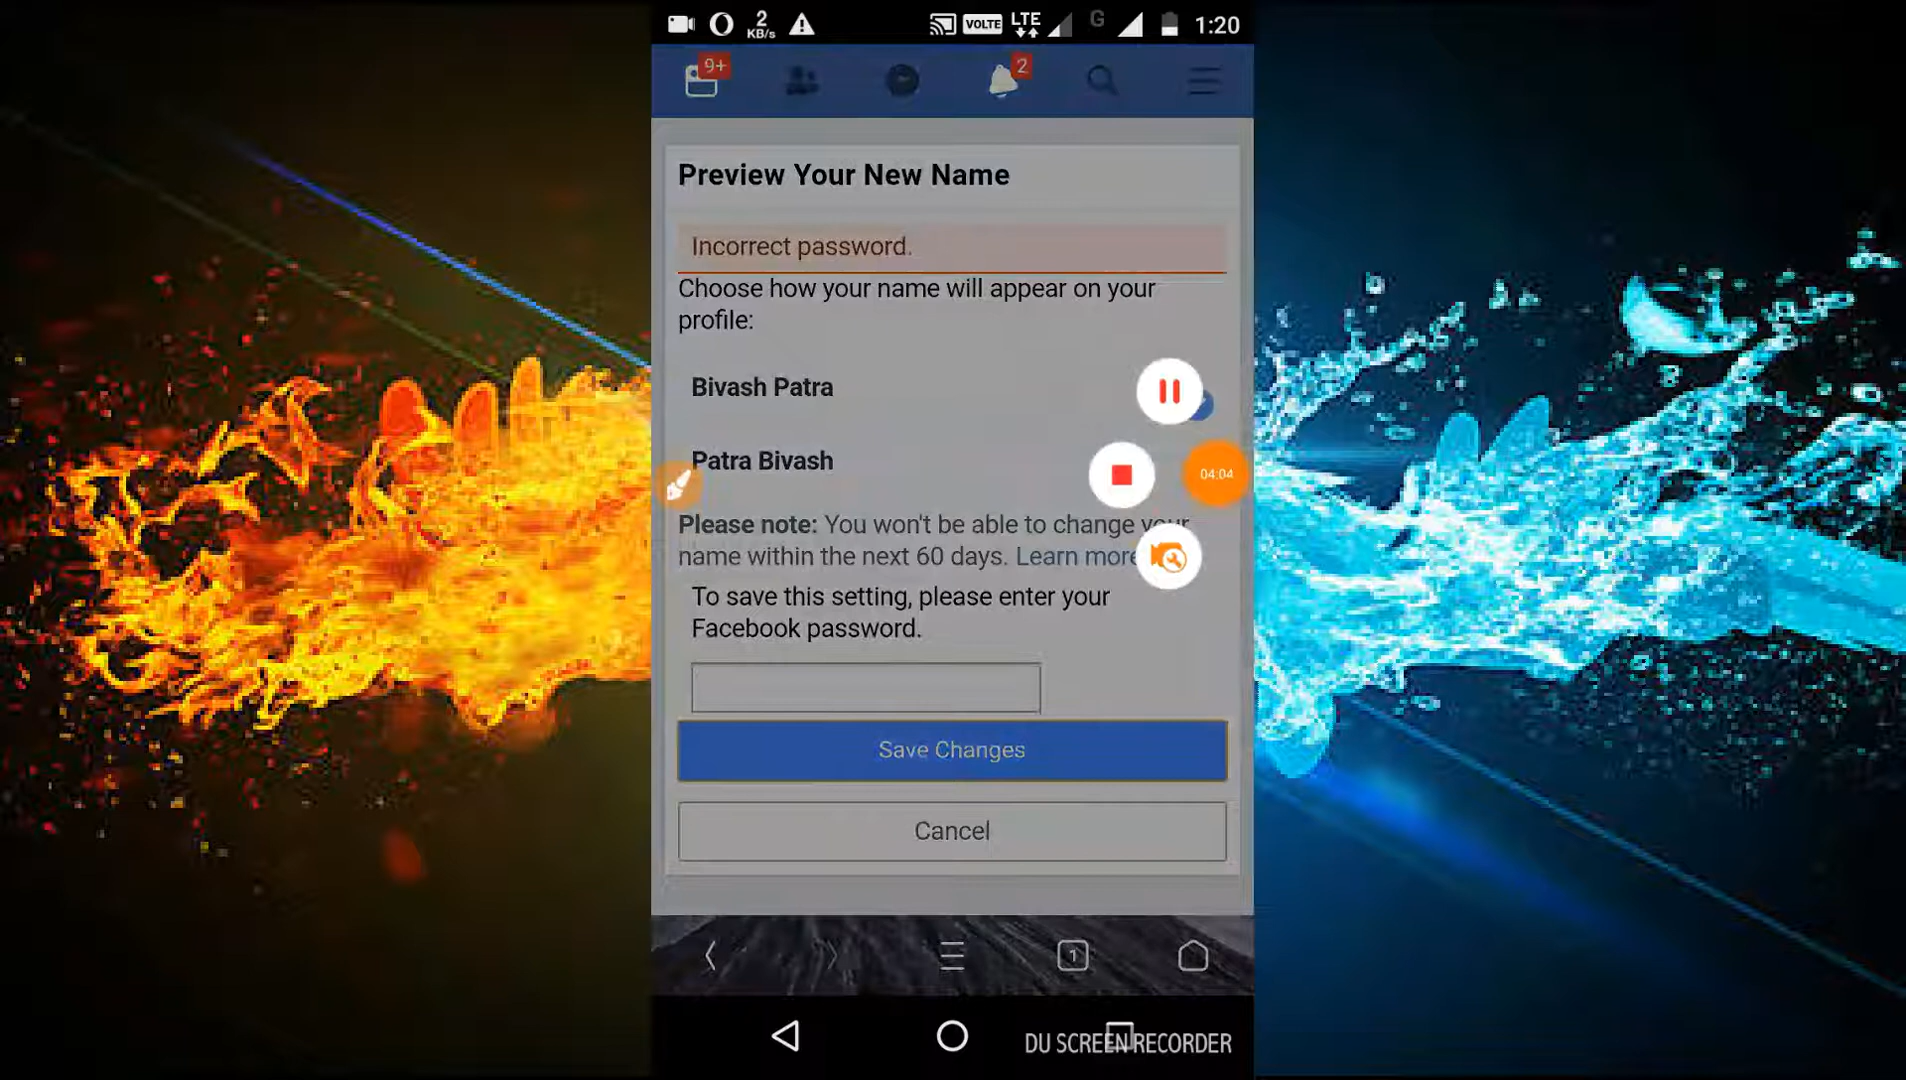 2
KB/s
VOLTE
LTE
G
1:20
9+
2
Preview Your New Name
Incorrect password.
Choose how your name will appear on your
profile:
Bivash Patra
Patra Bivash
04:04
Please note: You won't be able to change your
name within the next 60 days. Learn more
To save this setting, please enter your
Facebook password.
Save Changes
Cancel
1
DU SCREEN RECORDER